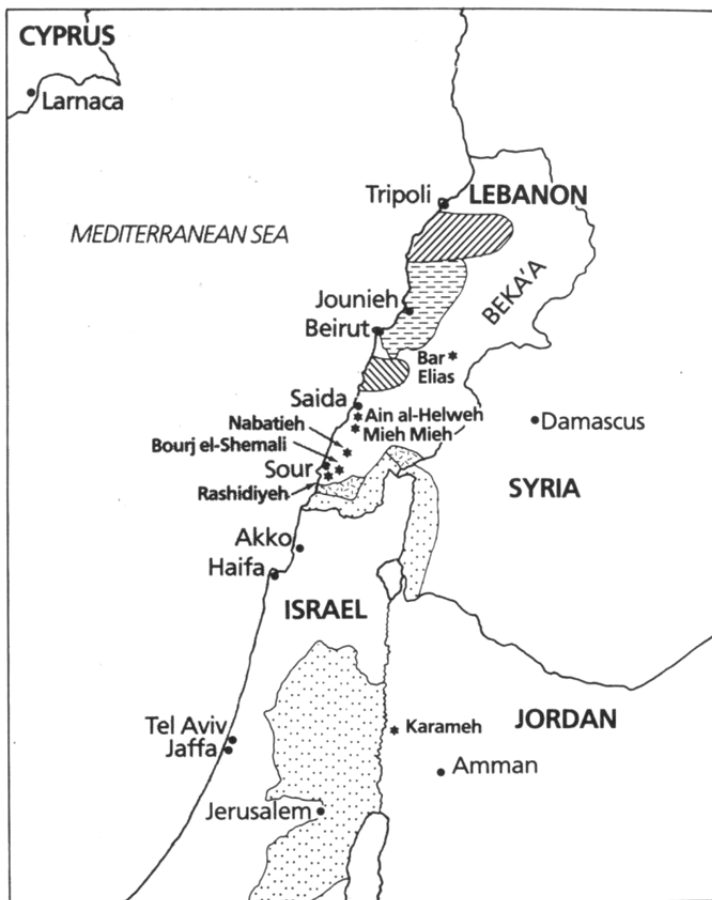 CYPRUS
Larnaca
Tripoli
LEBANON
MEDITERRANEAN SEA
BEKA'A
Jounieh
Beirut
Bar
Elias
Saida
Ain al-Helweh
Nabatieh
Mieh Mieh
Damascus
Bourj el-Shemali
Sour
Rashidiyeh
SYRIA
Akko
Haifa
ISRAEL
Tel Aviv
Jaffa
Karameh
JORDAN
Amman
Jerusalem